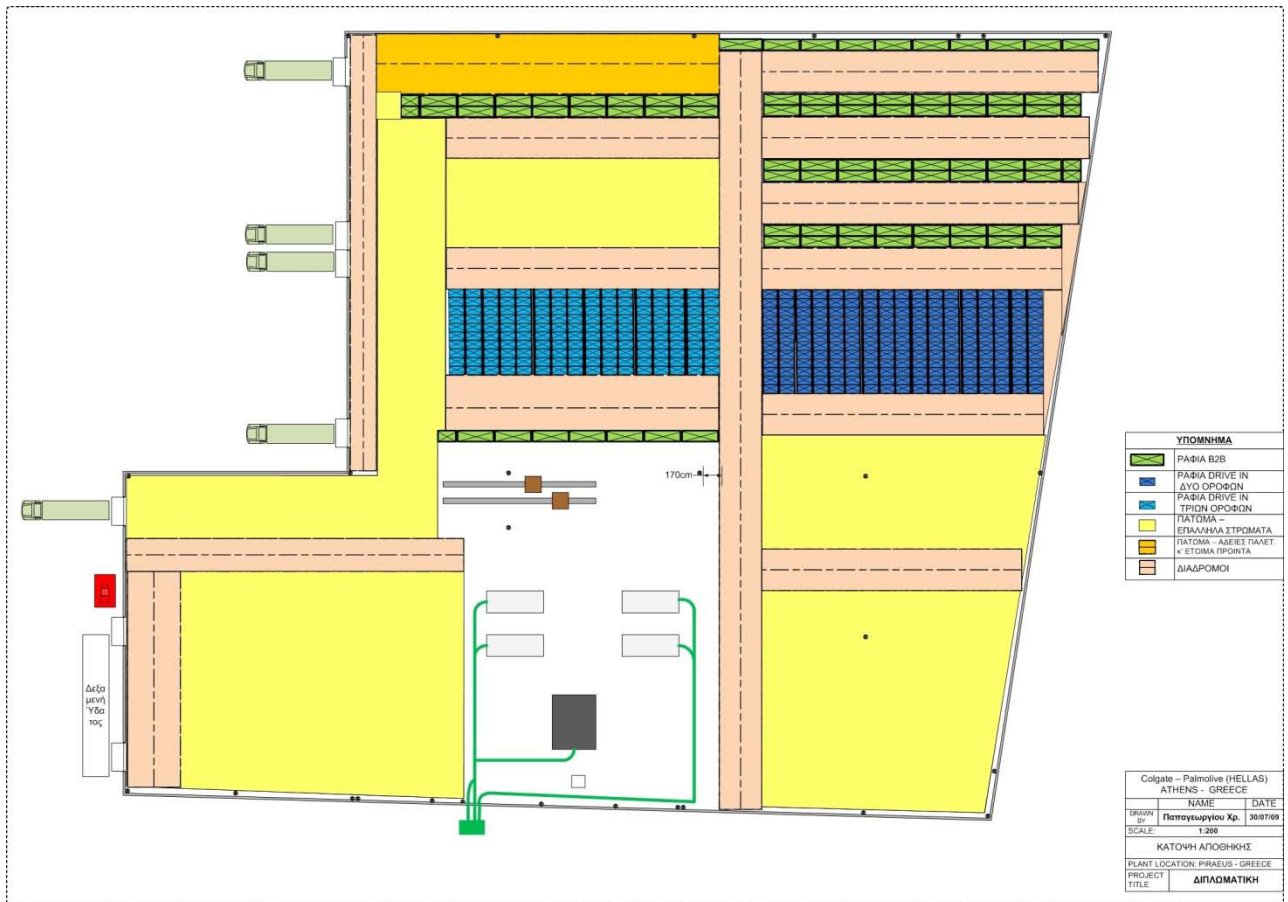 170cm
Δεξα
μενή
Ύδα
τος
ΥΠΟΜΝΗΜΑ
ΡΑΦΙΑ B2B
ΡΑΦΙΑ DRIVE IN
ΔΥΟ ΟΡΟΦΩΝ
ΡΑΦΙΑ DRIVE IN
ΤΡΙΩΝ ΟΡΟΦΩΝ
ΠΑΤΩΜΑ –
ΕΠΑΛΛΗΛΑ ΣΤΡΩΜΑΤΑ
ΠΑΤΩΜΑ – ΑΔΕΙΕΣ ΠΑΛΕΤ.
κ' ΕΤΟΙΜΑ ΠΡΟΙΝΤΑ
ΔΙΑΔΡΟΜΟΙ
Colgate – Palmolive (HELLAS)
ATHENS - GREECE
NAME DATE
DRAWN BY Παπαγεωργίου Χρ. 30/07/09
SCALE: 1:200
ΚΑΤΟΨΗ ΑΠΟΘΗΚΗΣ
PLANT LOCATION: PIRAEUS - GREECE
PROJECT TITLE ΔΙΠΛΩΜΑΤΙΚΗ